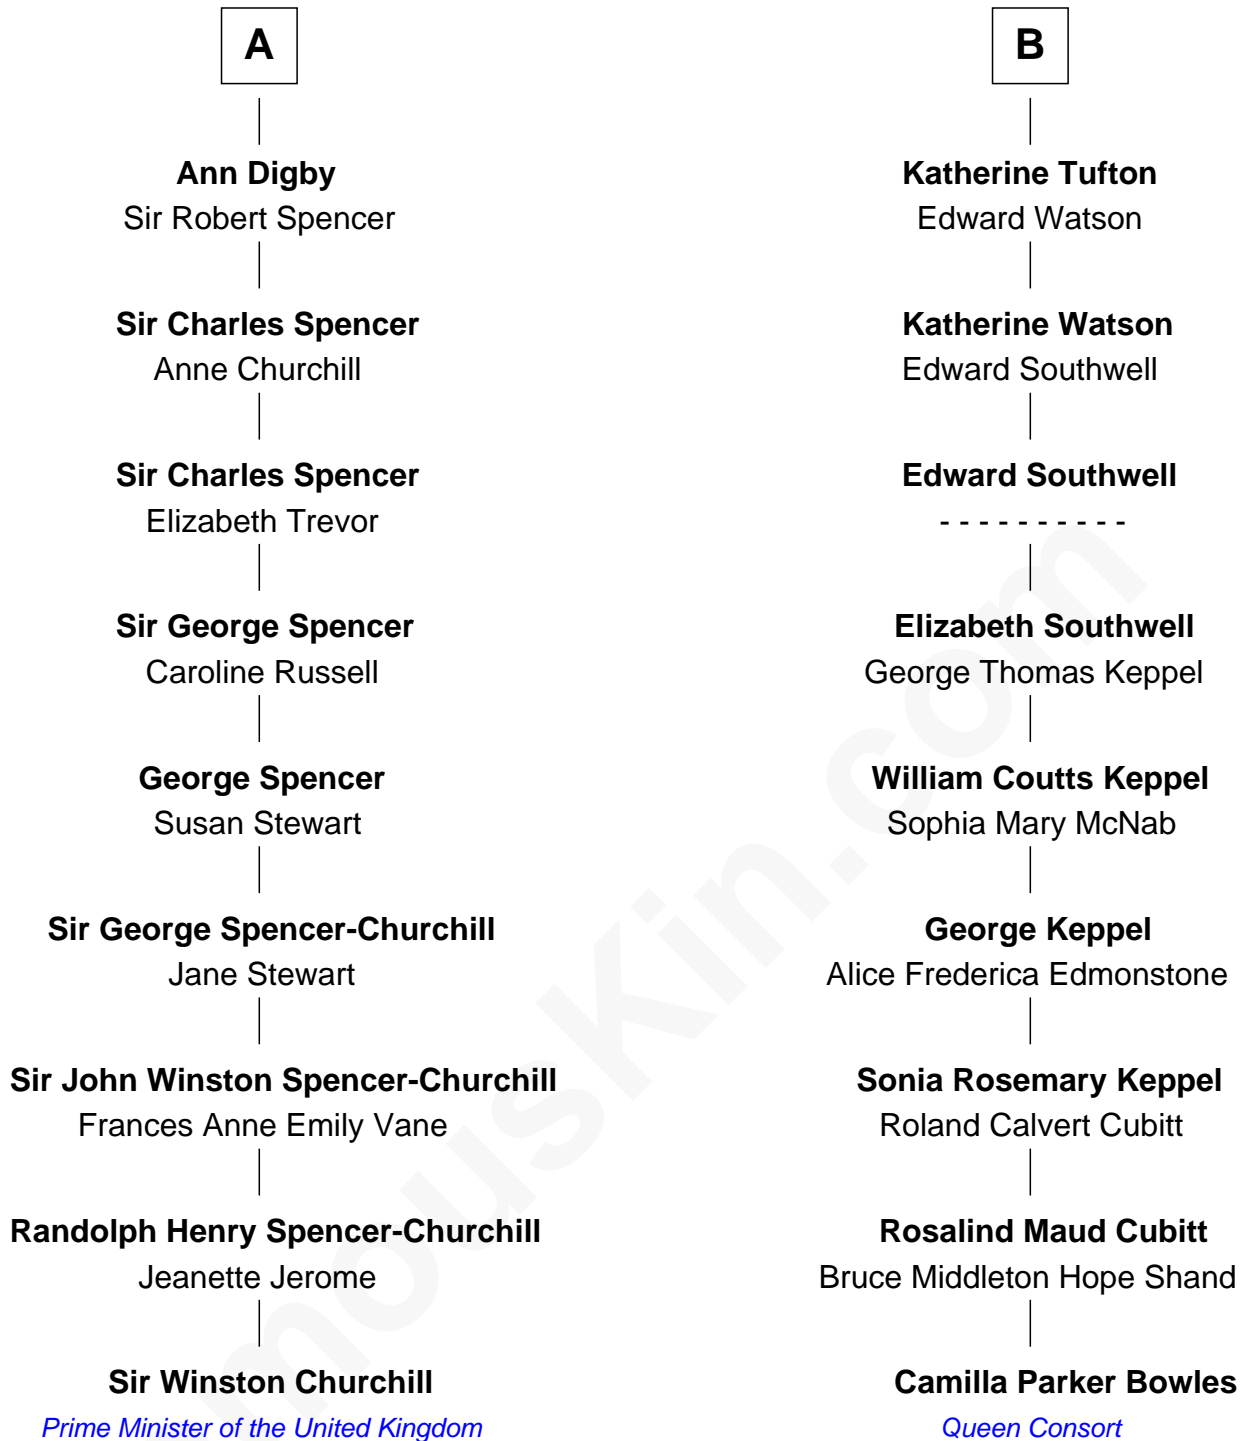 A
Ann Digby
Sir Robert Spencer
Sir Charles Spencer
Anne Churchill
Sir Charles Spencer
Elizabeth Trevor
Sir George Spencer
Caroline Russell
George Spencer
Susan Stewart
Sir George Spencer-Churchill
Jane Stewart
Sir John Winston Spencer-Churchill
Frances Anne Emily Vane
Randolph Henry Spencer-Churchill
Jeanette Jerome
Sir Winston Churchill
Prime Minister of the United Kingdom
B
Katherine Tufton
Edward Watson
Katherine Watson
Edward Southwell
Edward Southwell
- - - - - - - - - -
Elizabeth Southwell
George Thomas Keppel
William Coutts Keppel
Sophia Mary McNab
George Keppel
Alice Frederica Edmonstone
Sonia Rosemary Keppel
Roland Calvert Cubitt
Rosalind Maud Cubitt
Bruce Middleton Hope Shand
Camilla Parker Bowles
Queen Consort
mousKin.com